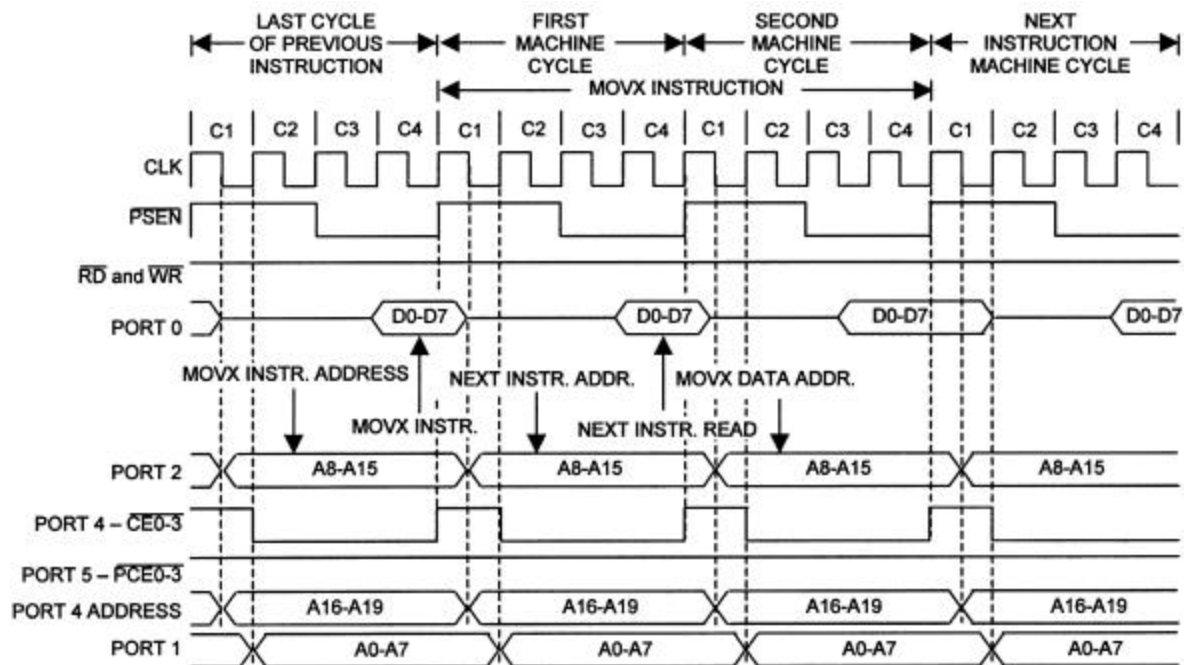 LAST CYCLE OF PREVIOUS INSTRUCTION
FIRST MACHINE CYCLE
SECOND MACHINE CYCLE
NEXT INSTRUCTION MACHINE CYCLE
MOVX INSTRUCTION
C1 C2 C3 C4 C1 C2 C3 C4 C1 C2 C3 C4 C1 C2 C3 C4
CLK
PSEN
RD and WR
PORT 0 D0-D7 D0-D7 D0-D7 D0-D7
MOVX INSTR. ADDRESS NEXT INSTR. ADDR. MOVX DATA ADDR.
MOVX INSTR. NEXT INSTR. READ
PORT 2 A8-A15 A8-A15 A8-A15 A8-A15
PORT 4 – CE0-3
PORT 5 – PCE0-3
PORT 4 ADDRESS A16-A19 A16-A19 A16-A19 A16-A19
PORT 1 A0-A7 A0-A7 A0-A7 A0-A7